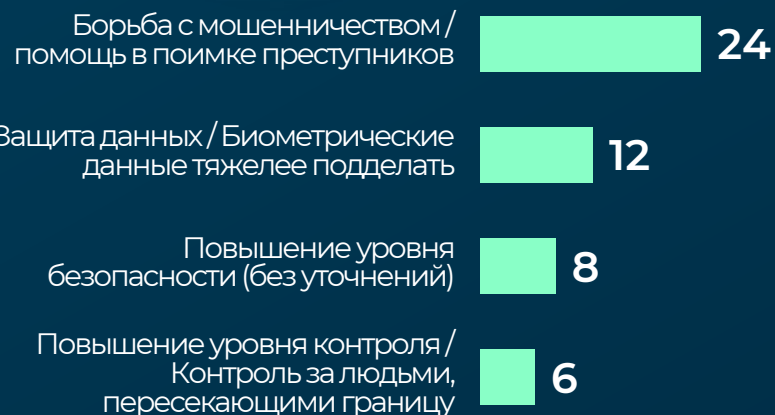 Борьба с мошенничеством /
помощь в поимке преступников
24
Защита данных / Биометрические
данные тяжелее подделать
12
Повышение уровня
безопасности (без уточнений)
8
Повышение уровня контроля /
Контроль за людьми,
пересекающими границу
6